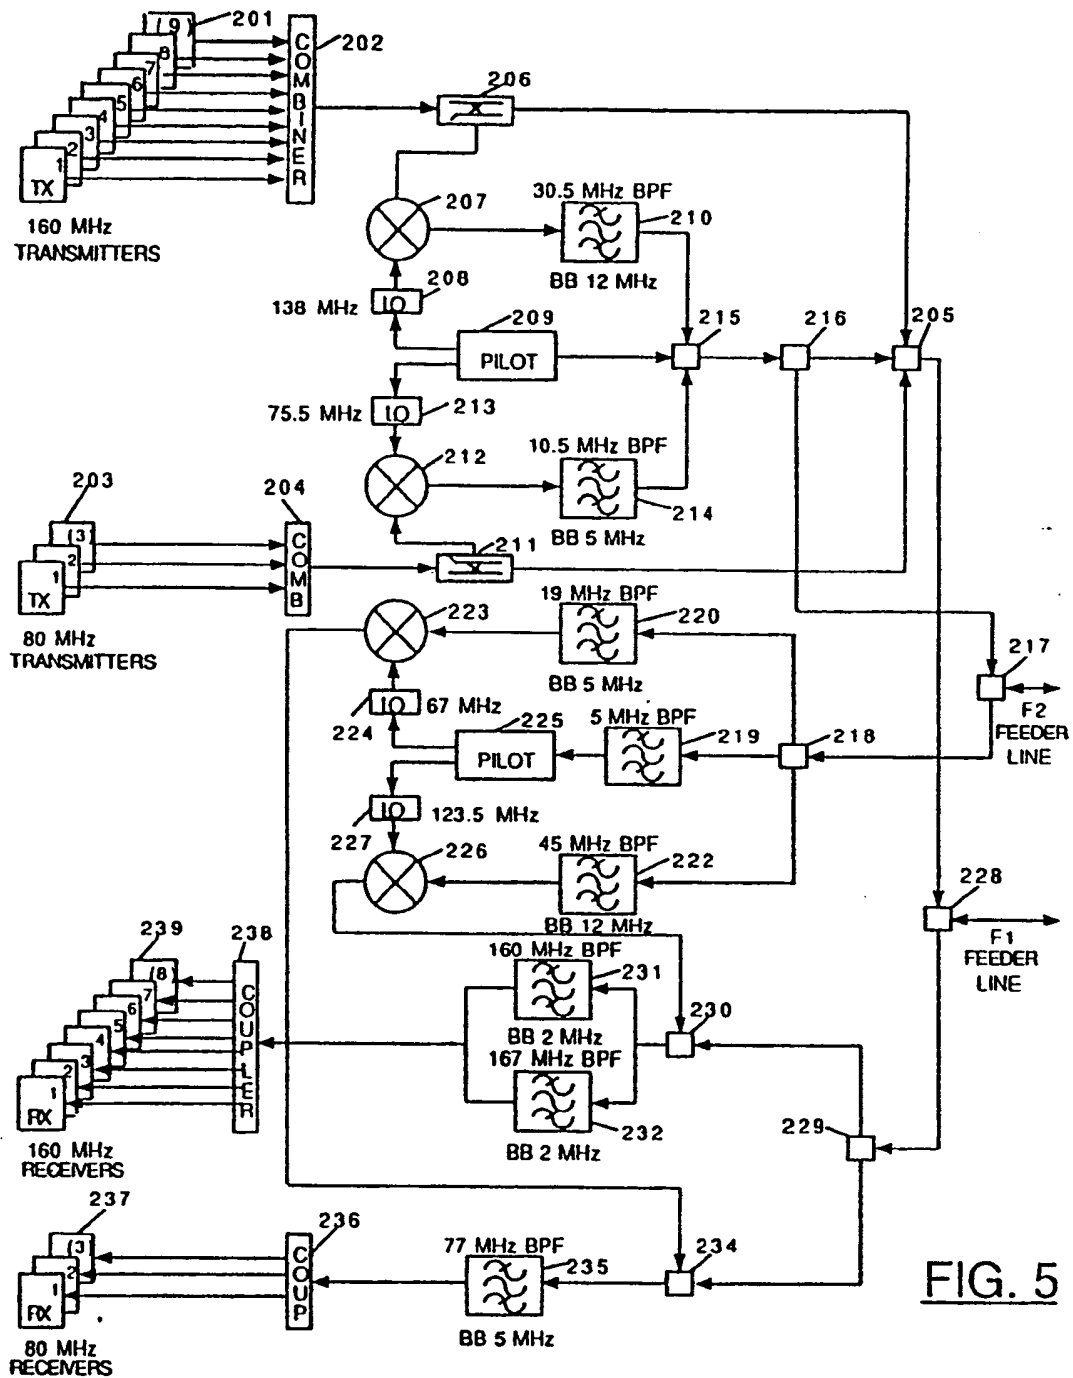 (9)
201
8
7
6
5
4
3
2
1
TX
160 MHz
TRANSMITTERS
COMBINER
202
206
207
30.5 MHz BPF
210
BB 12 MHz
138 MHz
LO
208
209
PILOT
215
216
205
75.5 MHz
LO
213
212
10.5 MHz BPF
214
BB 5 MHz
203
(3)
2
1
TX
80 MHz
TRANSMITTERS
204
COMB
211
223
19 MHz BPF
220
BB 5 MHz
217
F2
FEEDER
LINE
LO
67 MHz
224
225
PILOT
5 MHz BPF
219
218
LO
123.5 MHz
227
226
45 MHz BPF
222
BB 12 MHz
228
F1
FEEDER
LINE
239
238
(8)
7
6
5
4
3
2
1
RX
160 MHz
RECEIVERS
COUPLER
160 MHz BPF
231
BB 2 MHz
167 MHz BPF
232
BB 2 MHz
230
229
237
(3)
2
1
RX
80 MHz
RECEIVERS
236
COUP
77 MHz BPF
235
BB 5 MHz
234
FIG. 5